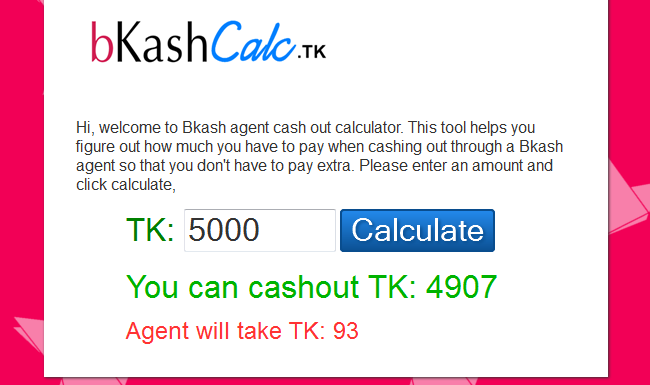 bKashCalc.TK
Hi, welcome to Bkash agent cash out calculator. This tool helps you
figure out how much you have to pay when cashing out through a Bkash
agent so that you don't have to pay extra. Please enter an amount and
click calculate,
TK: 5000 Calculate
You can cashout TK: 4907
Agent will take TK: 93